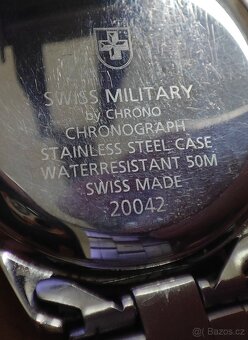 SWISS MILITARY
BY CHRONO
CHRONOGRAPH
STAINLESS STEEL CASE
WATERRESISTANT 50M
SWISS MADE
20042
bazos.cz